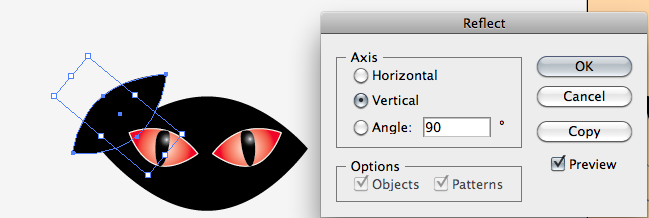 Reflect
Axis
Horizontal
Vertical
Angle: 90 °
OK
Cancel
Copy
Preview
Options
Objects Patterns